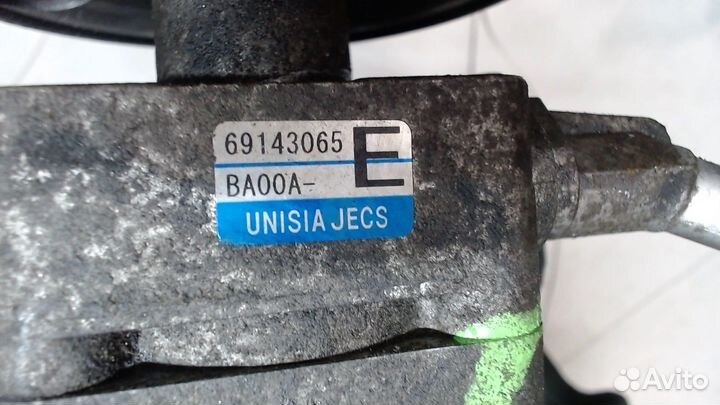 69143065 E
BA00A-
UNISIA JECS
Avito